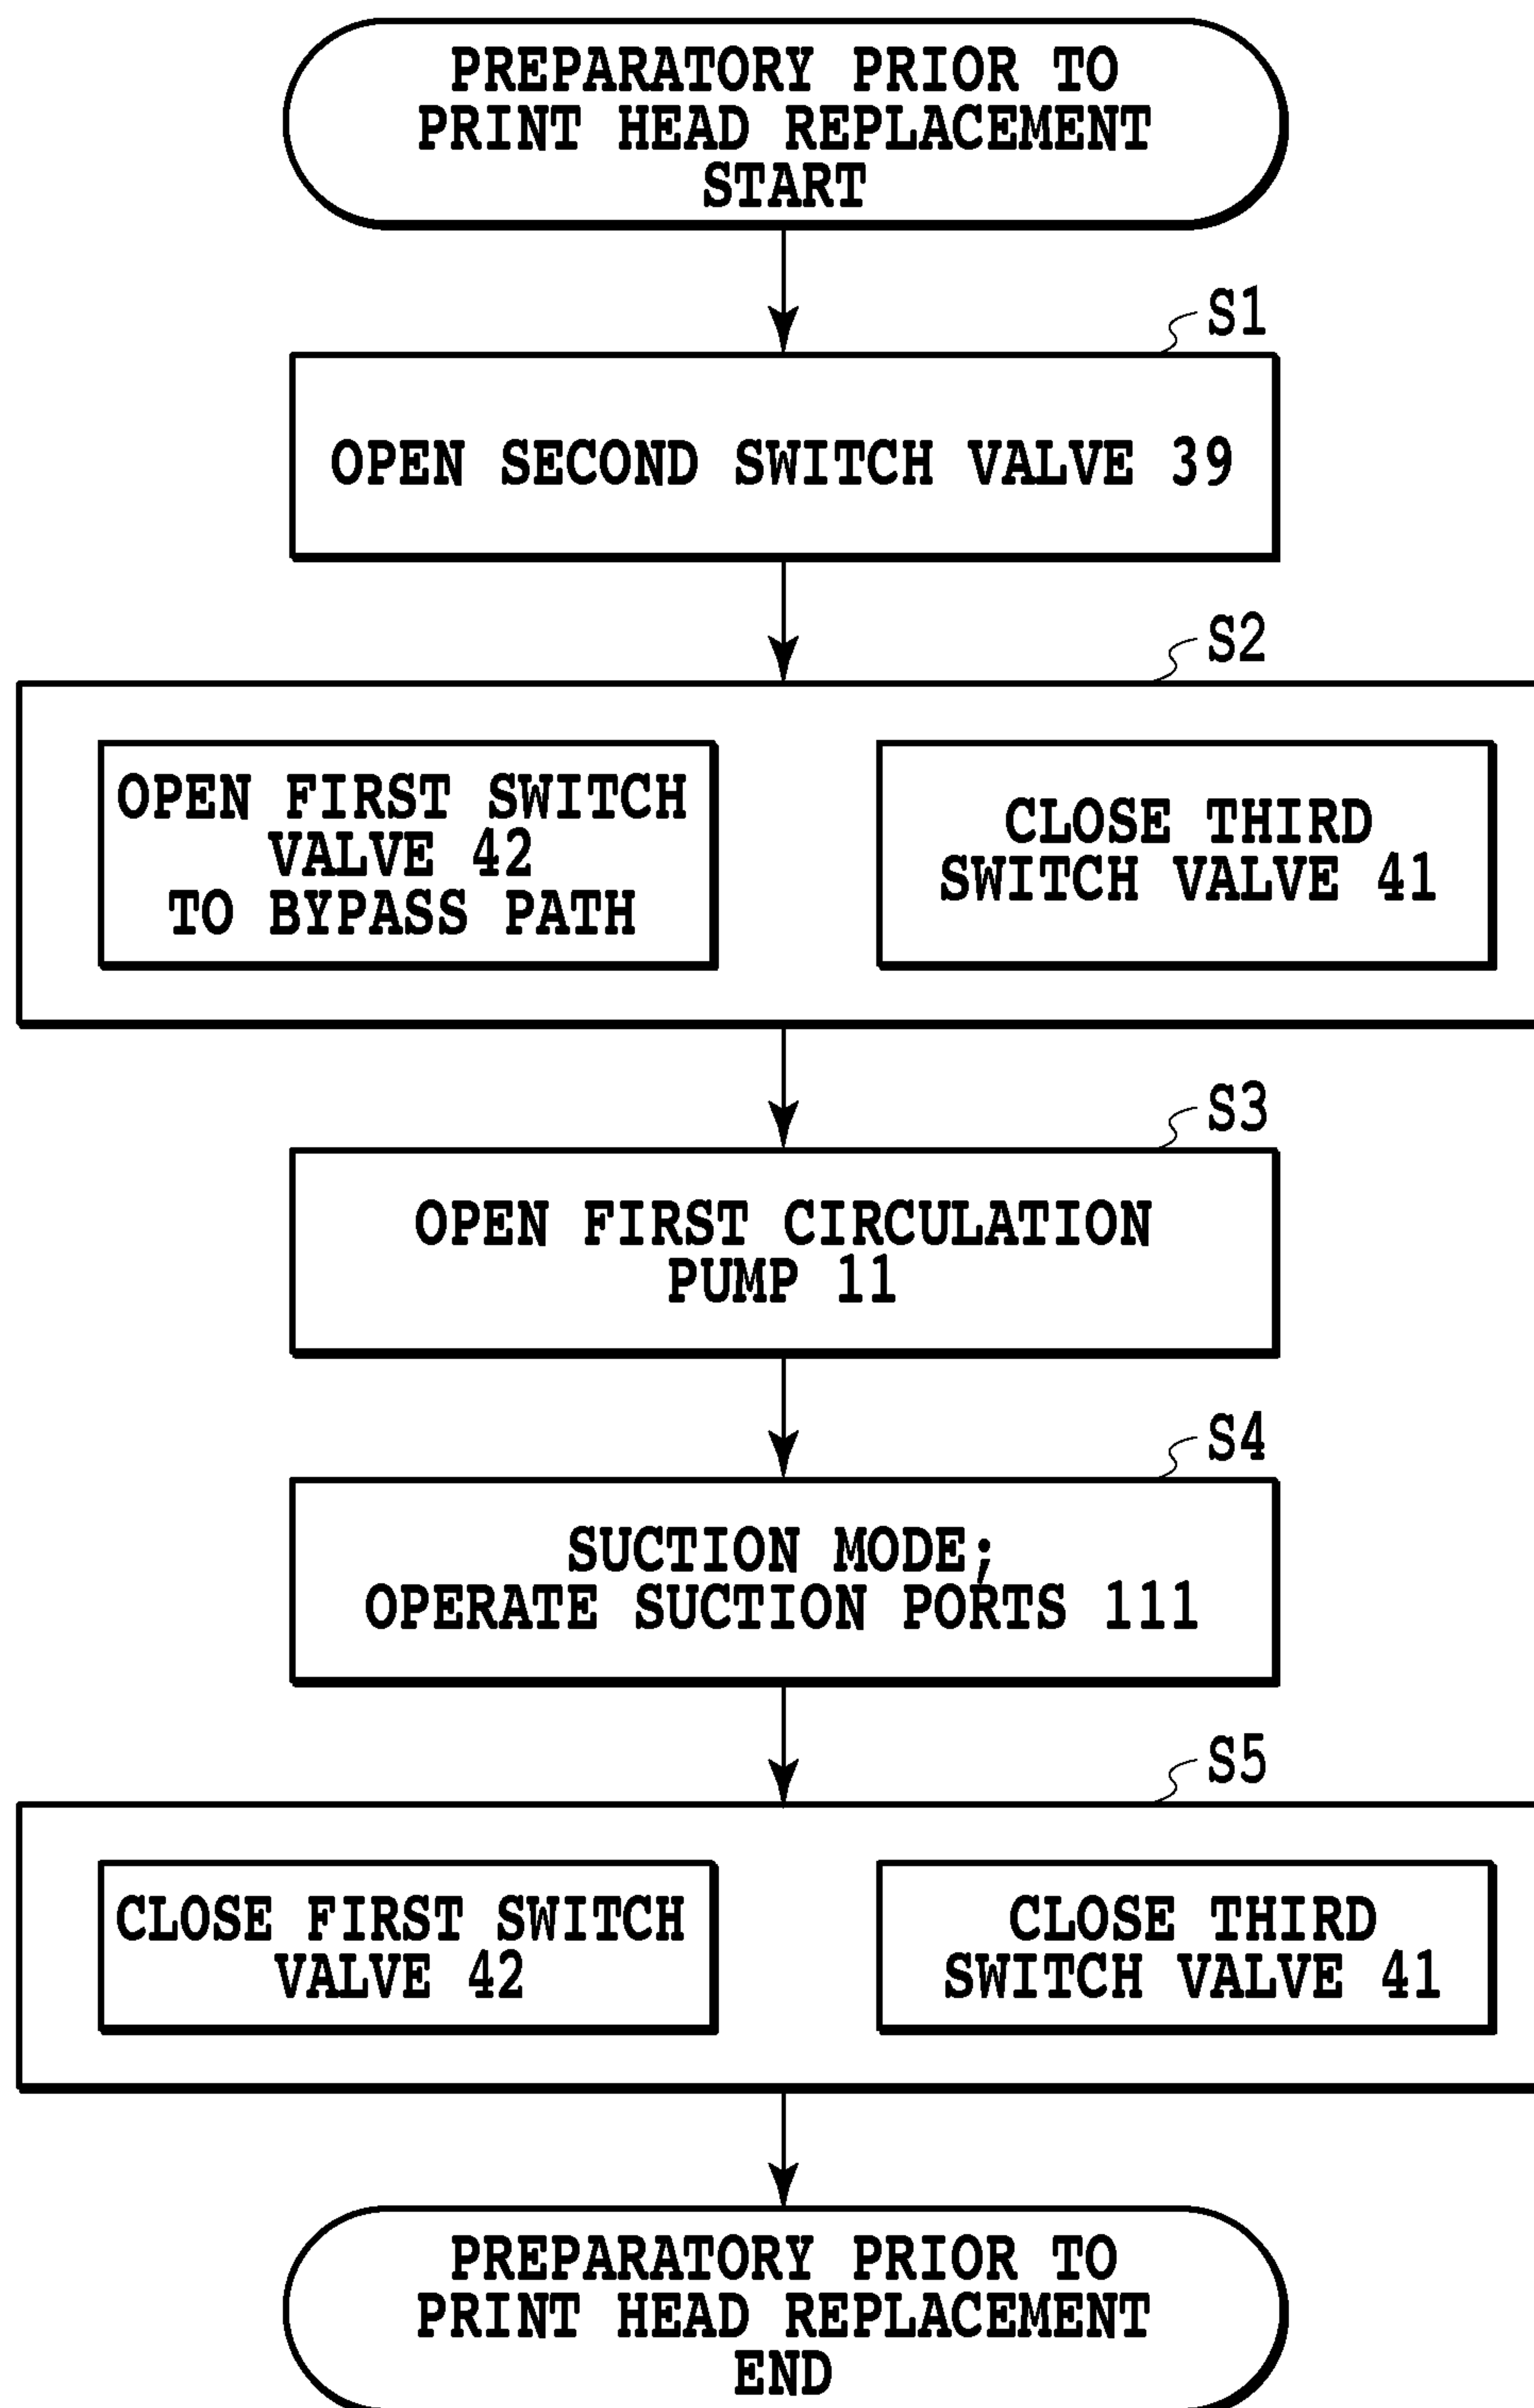 PREPARATORY PRIOR TO
PRINT HEAD REPLACEMENT
START
S1
OPEN SECOND SWITCH VALVE 39
S2
OPEN FIRST SWITCH
VALVE 42
TO BYPASS PATH
CLOSE THIRD
SWITCH VALVE 41
S3
OPEN FIRST CIRCULATION
PUMP 11
S4
SUCTION MODE;
OPERATE SUCTION PORTS 111
S5
CLOSE FIRST SWITCH
VALVE 42
CLOSE THIRD
SWITCH VALVE 41
PREPARATORY PRIOR TO
PRINT HEAD REPLACEMENT
END